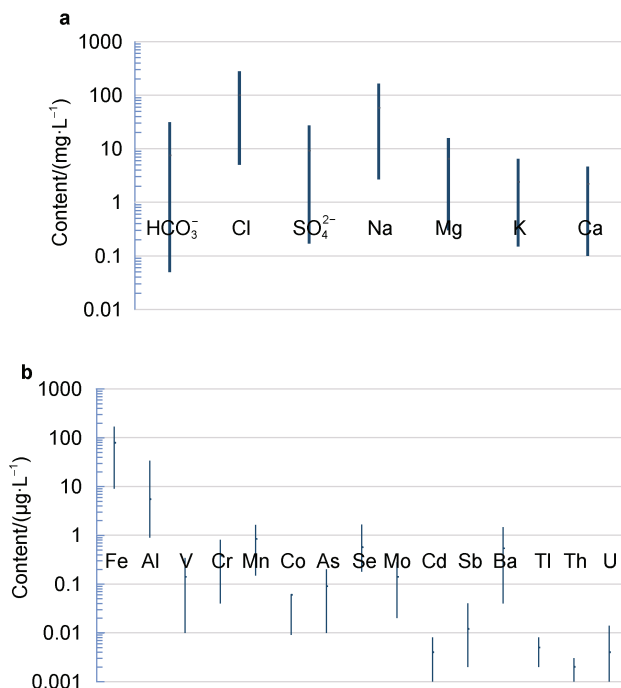 a
Content/(mg·L⁻¹)
1000
100
10
1
0.1
0.01
HCO₃⁻ Cl SO₄²⁻ Na Mg K Ca
b
Content/(μg·L⁻¹)
1000
100
10
1
0.1
0.01
0.001
Fe Al V Cr Mn Co As Se Mo Cd Sb Ba Tl Th U